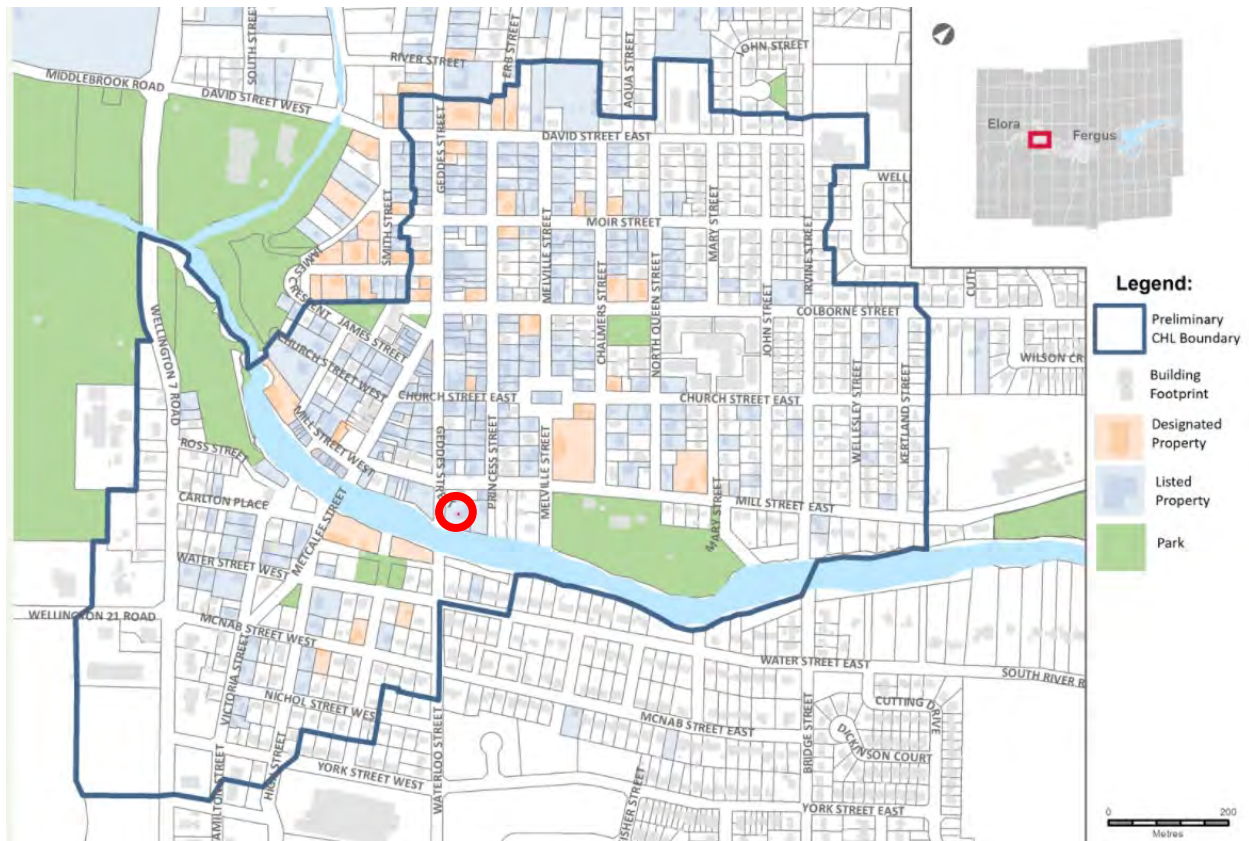 RIVER STREET
ERB STREET
AQUA STREET
JOHN STREET
SOUTH STREET
MIDDLEBROOK ROAD
DAVID STREET WEST
DAVID STREET EAST
GEDDES STREET
Elora
Fergus
SMITH STREET
MOIR STREET
MARY STREET
MELVILLE STREET
IRVINE STREET
JAMES CRESCENT
JAMES STREET
CHALMERS STREET
NORTH QUEEN STREET
JOHN STREET
COLBORNE STREET
WILSON CR
CHURCH STREET WEST
CHURCH STREET EAST
CHURCH STREET EAST
WELLINGTON 7 ROAD
WELLESLEY STREET
KERTLAND STREET
MILL STREET WEST
GEDDES STR
PRINCESS STREET
MELVILLE STREET
ROSS STREET
CARLTON PLACE
METCALFE STREET
MILL STREET EAST
MARY STREET
WATER STREET WEST
WELLINGTON 21 ROAD
MCNAB STREET WEST
VICTORIA STREET
WATER STREET EAST
SOUTH RIVER R
NICHOL STREET WEST
MCNAB STREET EAST
CUTTING DRIVE
DICKINSON COURT
BRIDGE STREET
WATERLOO STREET
HIGH STREET
YORK STREET WEST
YORK STREET EAST
Legend:
Preliminary
CHL Boundary
Building
Footprint
Designated
Property
Listed
Property
Park
0 200
Metres